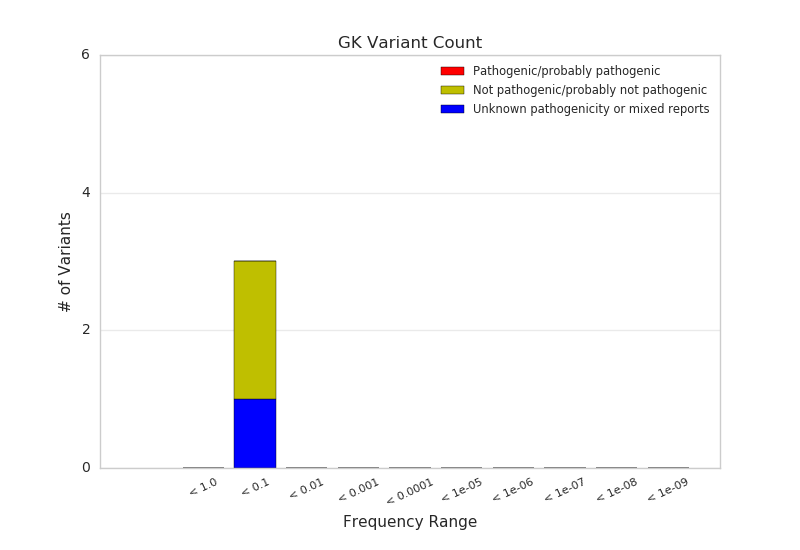 GK Variant Count
Pathogenic/probably pathogenic
Not pathogenic/probably not pathogenic
Unknown pathogenicity or mixed reports
6
4
2
0
# of Variants
< 1.0
< 0.1
< 0.01
< 0.001
< 0.0001
< 1e-05
< 1e-06
< 1e-07
< 1e-08
< 1e-09
Frequency Range